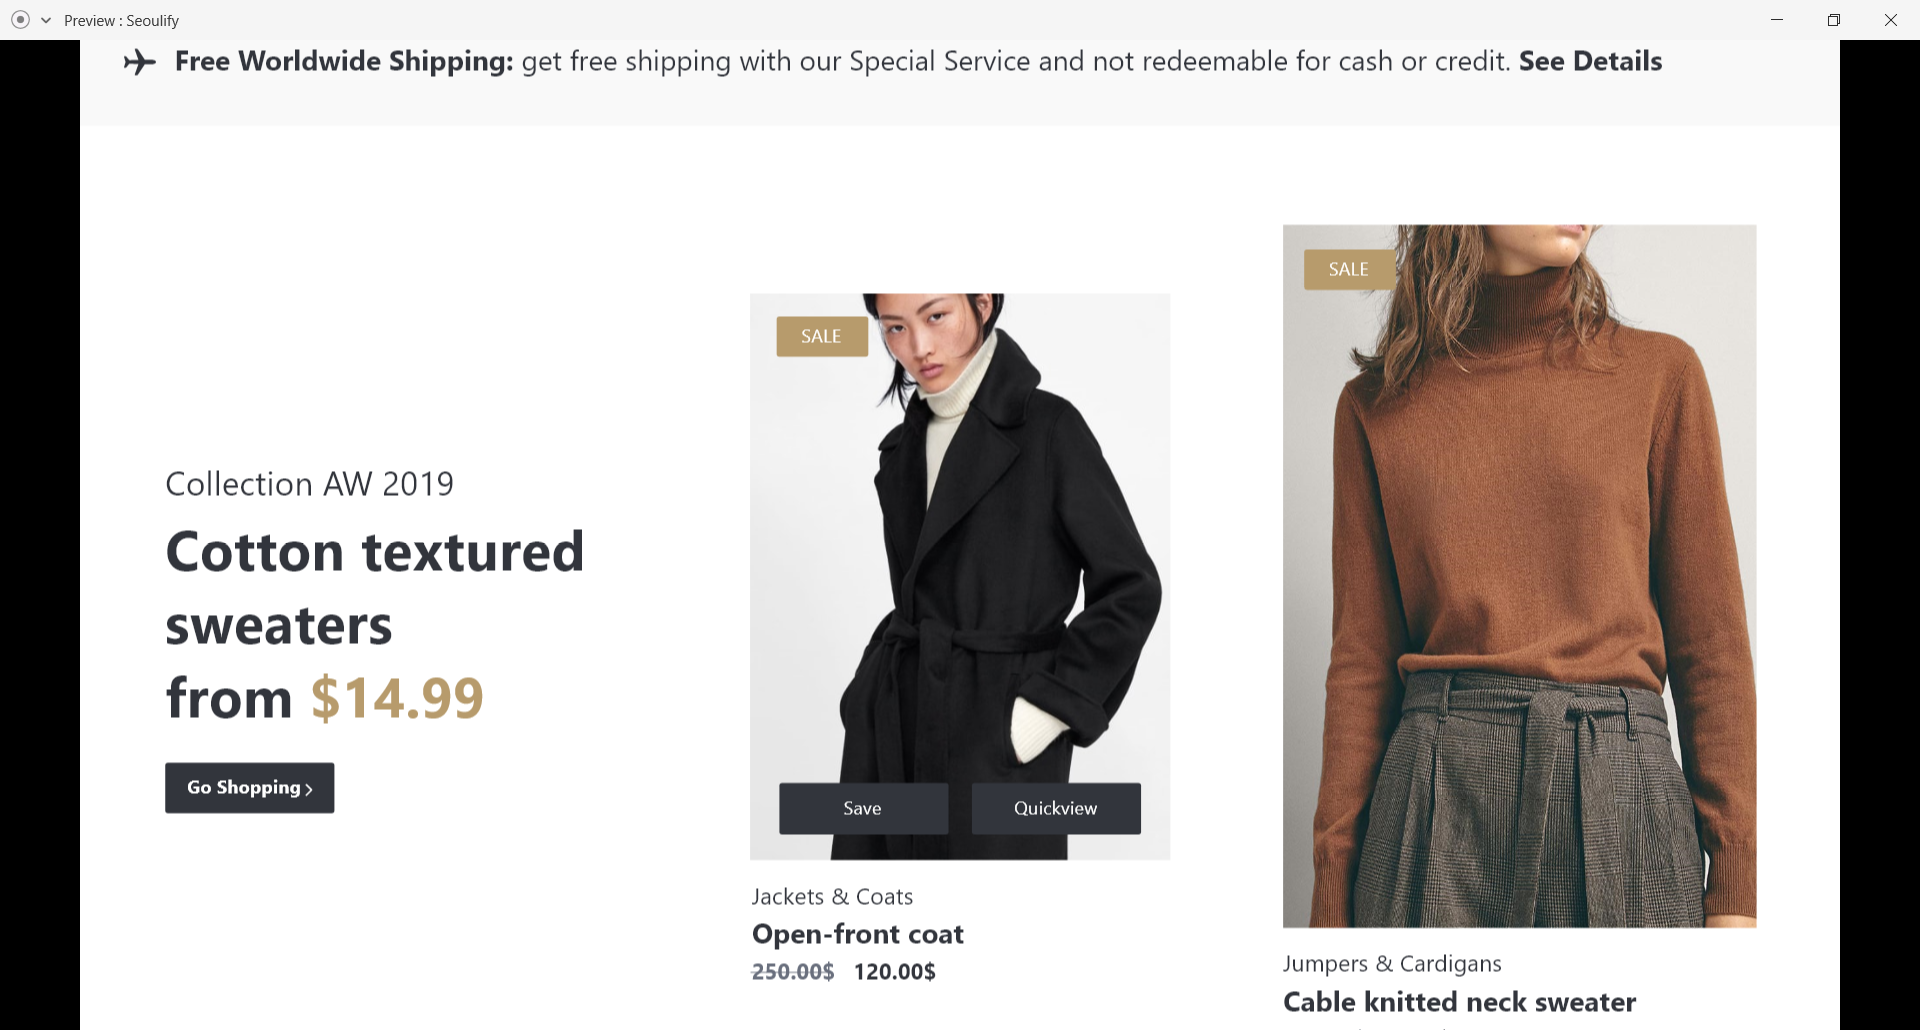 Preview : Seoulify
Free Worldwide Shipping: get free shipping with our Special Service and not redeemable for cash or credit. See Details
Collection AW 2019
Cotton textured
sweaters
from $14.99
Go Shopping >
SALE
Save
Quickview
Jackets & Coats
Open-front coat
250.00$ 120.00$
SALE
Jumpers & Cardigans
Cable knitted neck sweater